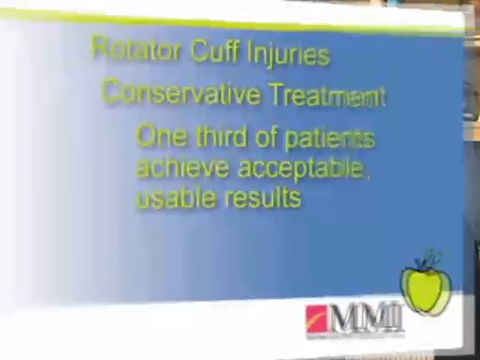 Rotator Cuff Injuries
Conservative Treatment
One third of patients
achieve acceptable,
usable results
MMI